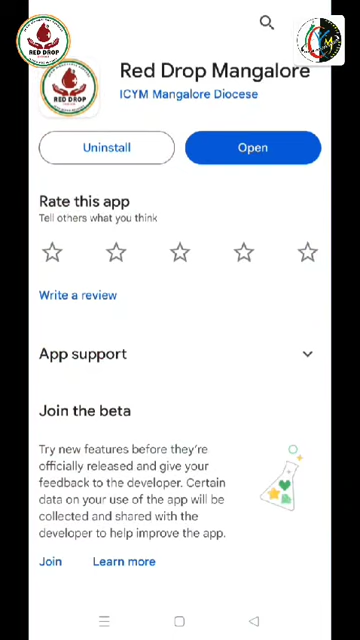 RED DROP
RED DROP
Red Drop Mangalore
ICYM Mangalore Diocese
Uninstall
Open
Rate this app
Tell others what you think
Write a review
App support
Join the beta
Try new features before they're
officially released and give your
feedback to the developer. Certain
data on your use of the app will be
collected and shared with the
developer to help improve the app.
Join
Learn more